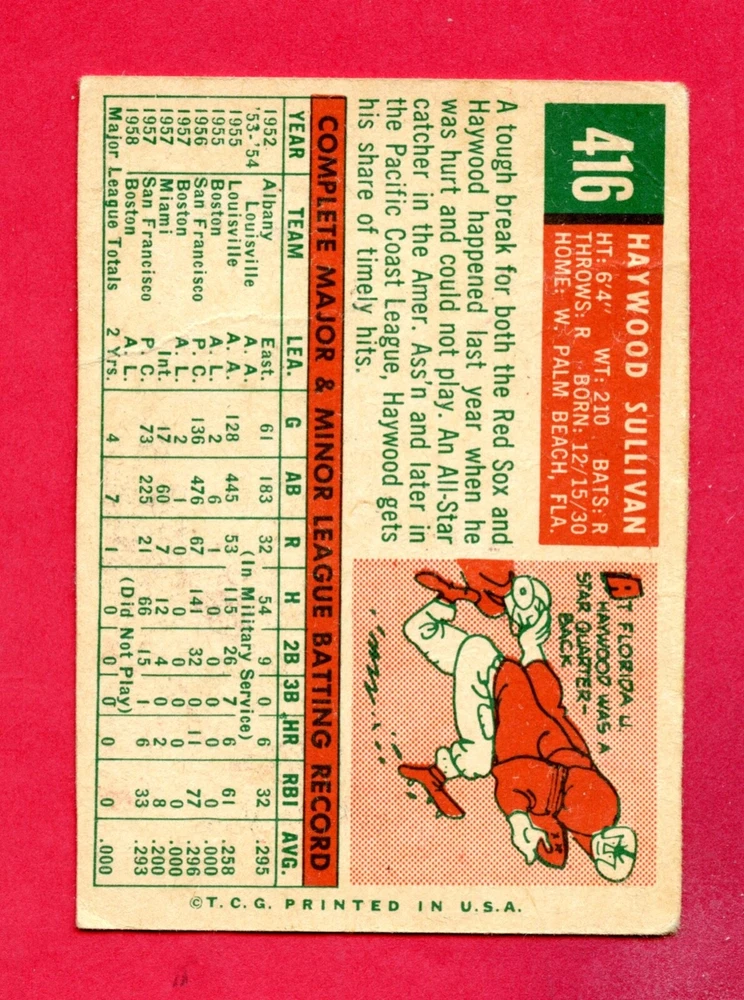 416
HAYWOOD SULLIVAN
HT: 6'4" WT: 210 BATS: R
THROWS: R BORN: 12/15/30
HOME: W. PALM BEACH, FLA.
A tough break for both the Red Sox and
Haywood happened last year when he
was hurt and could not play. An All-Star
catcher in the Amer. Ass'n and later in
the Pacific Coast League, Haywood gets
his share of timely hits.
AT FLORIDA U.
HAYWOOD WAS A
STAR QUARTER-
BACK
COMPLETE MAJOR & MINOR LEAGUE BATTING RECORD
YEAR TEAM LEA. G AB R H 2B 3B HR RBI AVG.
1952 Albany East. 61 183 32 54 9 0 6 32 .295
'53-'54 Louisville A. A. (In Military Service)
1955 Louisville A. A. 128 445 53 115 26 7 6 61 .258
1955 Boston A. L. 2 6 1 0 0 0 0 0 .000
1956 San Francisco P. C. 136 476 67 141 32 0 11 77 .296
1957 Boston A. L. 2 1 0 0 0 0 0 0 .000
1957 Miami Int. 17 60 7 12 4 0 2 8 .200
1957 San Francisco P. C. 73 225 21 66 15 1 6 33 .293
1958 Boston A. L. (Did Not Play)
Major League Totals 2 Yrs. 4 7 1 0 0 0 0 0 .000
©T.C.G. PRINTED IN U.S.A.